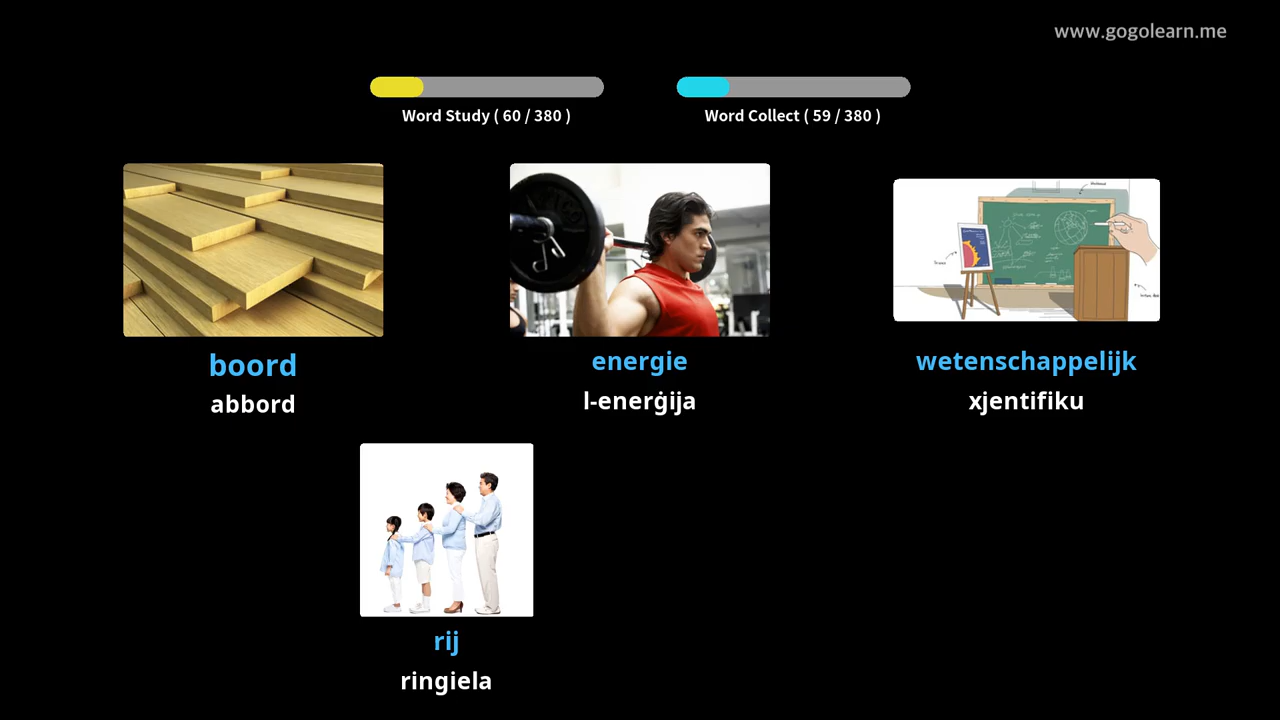 www.gogolearn.me
Word Study ( 60 / 380 )
Word Collect ( 59 / 380 )
boord
abbord
energie
l-enerġija
wetenschappelijk
xjentifiku
rij
ringiela